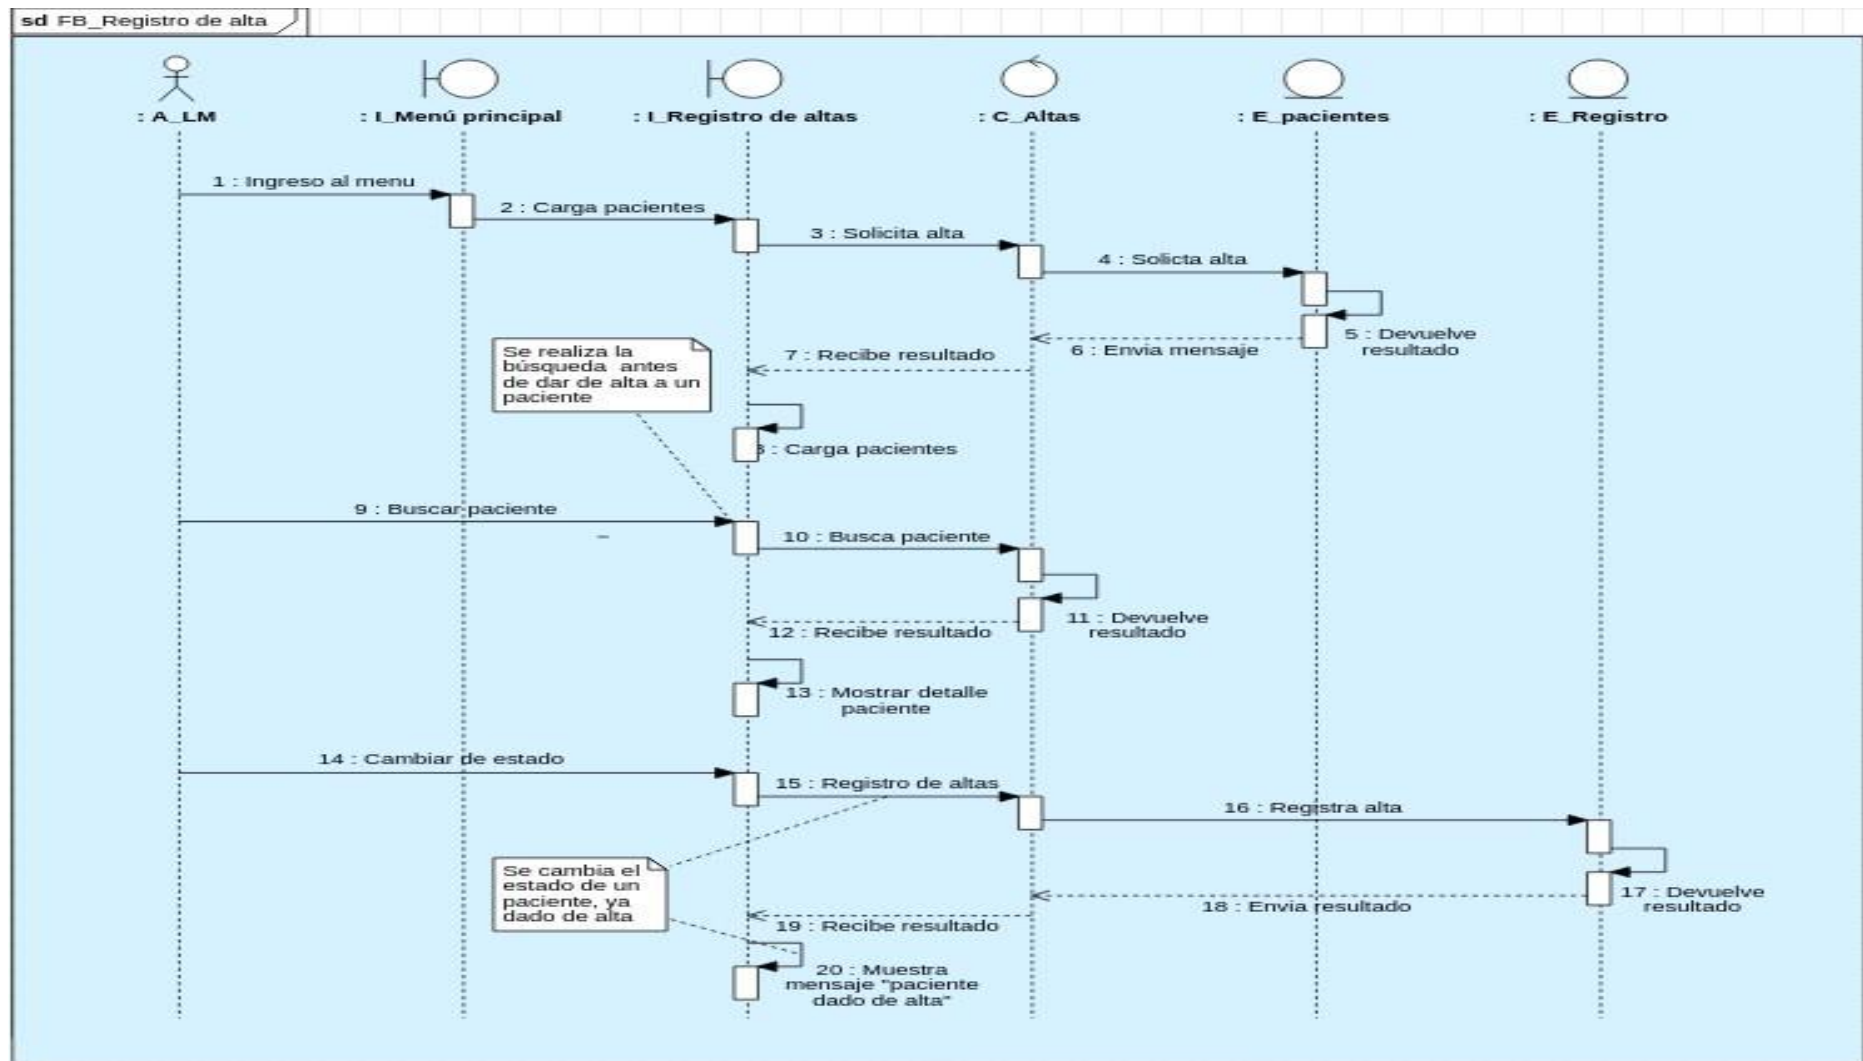 sd FB_Registro de alta
: A_LM
: I_Menú principal
: I_Registro de altas
: C_Altas
: E_pacientes
: E_Registro
1 : Ingreso al menu
2 : Carga pacientes
3 : Solicita alta
4 : Solicta alta
5 : Devuelve
resultado
6 : Envia mensaje
7 : Recibe resultado
Se realiza la
búsqueda antes
de dar de alta a un
paciente
8 : Carga pacientes
9 : Buscar paciente
10 : Busca paciente
11 : Devuelve
resultado
12 : Recibe resultado
13 : Mostrar detalle
paciente
14 : Cambiar de estado
15 : Registro de altas
16 : Registra alta
Se cambia el
estado de un
paciente, ya
dado de alta
17 : Devuelve
resultado
18 : Envia resultado
19 : Recibe resultado
20 : Muestra
mensaje "paciente
dado de alta"